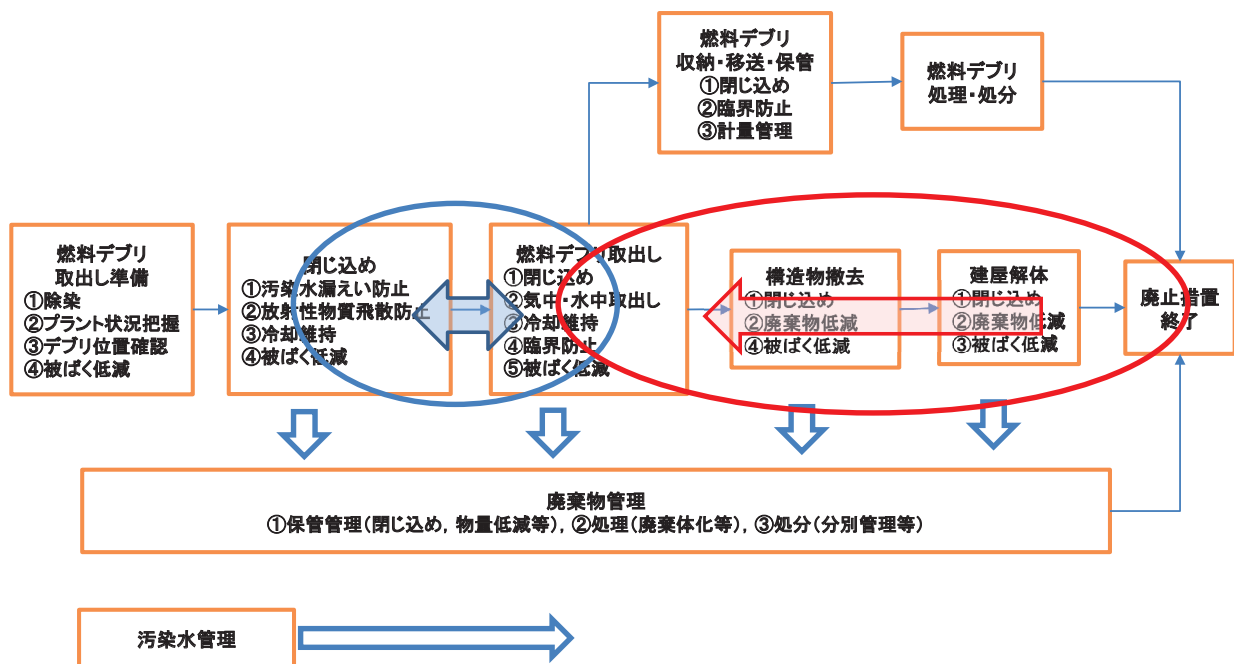 燃料デブリ
収納・移送・保管
①閉じ込め
②臨界防止
③計量管理
燃料デブリ
処理・処分
燃料デブリ
取出し準備
①除染
②プラント状況把握
③デブリ位置確認
④被ばく低減
閉じ込め
①汚染水漏えい防止
②放射性物質飛散防止
③冷却維持
④被ばく低減
燃料デブリ取出し
①閉じ込め
②気中・水中取出し
③冷却維持
④臨界防止
⑤被ばく低減
構造物撤去
①閉じ込め
②廃棄物低減
④被ばく低減
建屋解体
①閉じ込め
②廃棄物低減
③被ばく低減
廃止措置
終了
廃棄物管理
①保管管理(閉じ込め, 物量低減等), ②処理(廃棄体化等), ③処分(分別管理等)
汚染水管理